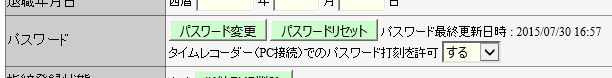 退職年月日 西暦 年 月 日
パスワード
パスワード変更 パスワードリセット パスワード最終更新日時 : 2015/07/30 16:57
タイムレコーダー(PC接続)でのパスワード打刻を許可 する